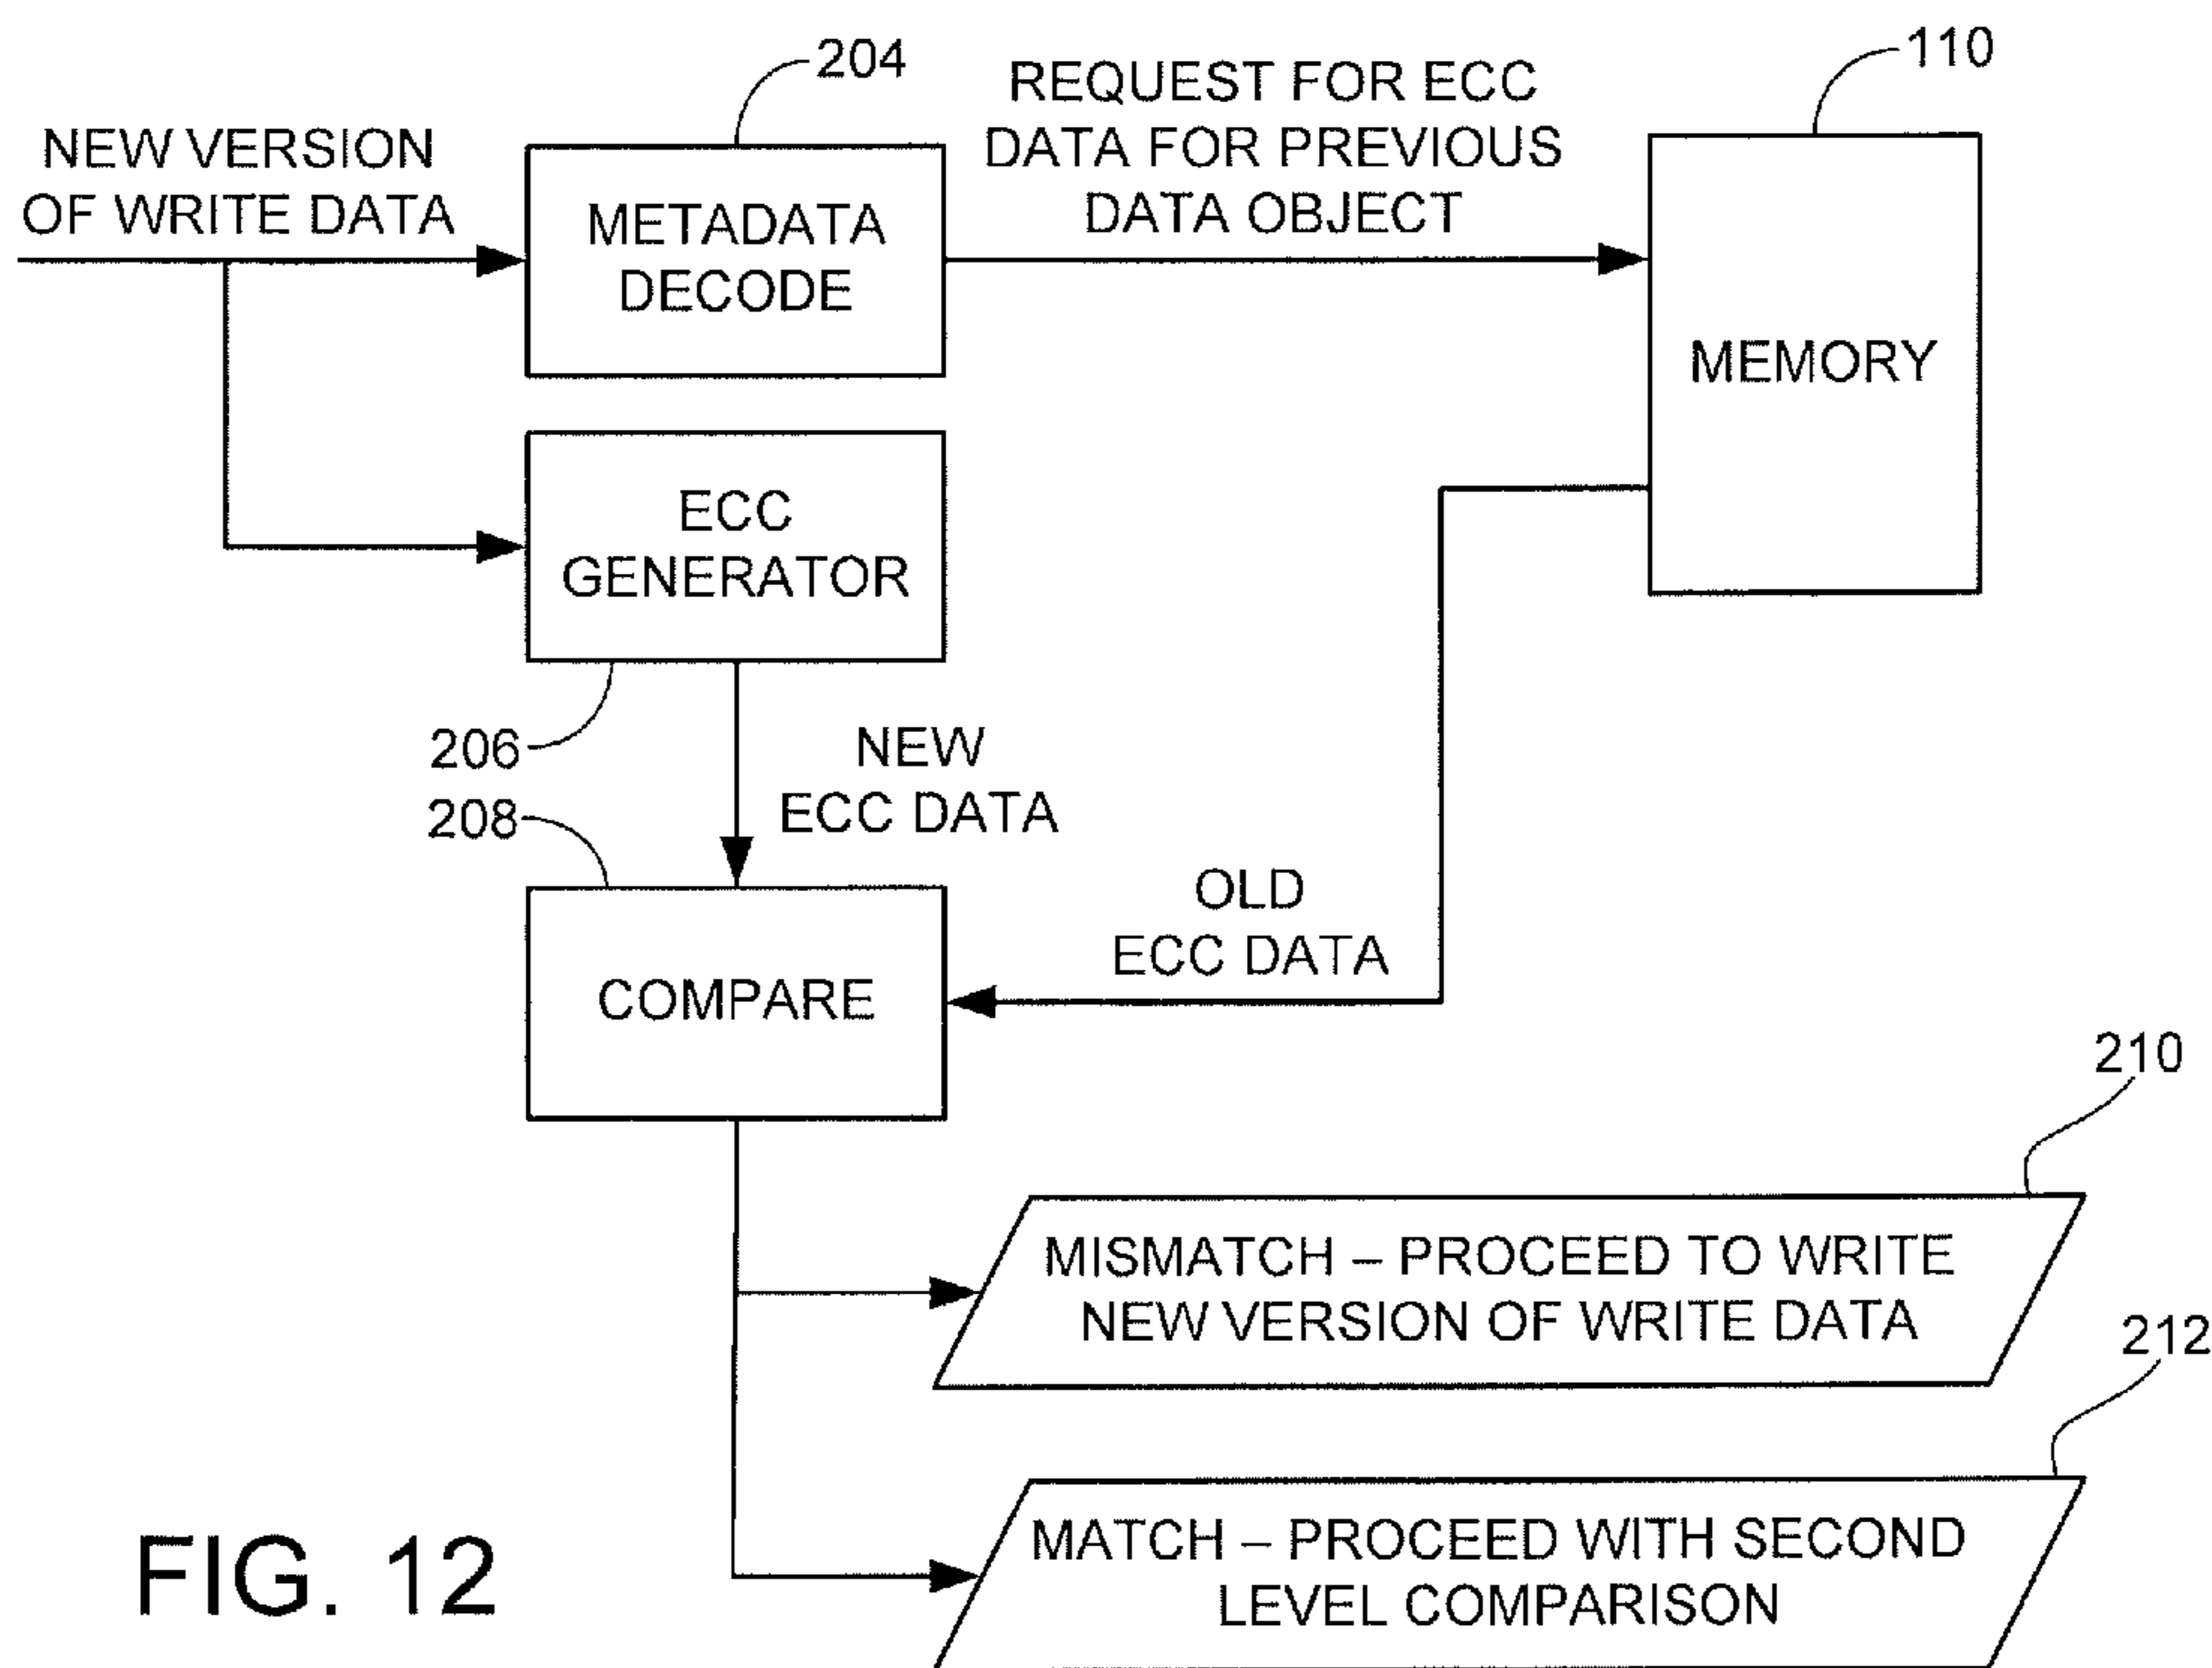 204
110
REQUEST FOR ECC
DATA FOR PREVIOUS
DATA OBJECT
NEW VERSION
OF WRITE DATA
METADATA
DECODE
MEMORY
ECC
GENERATOR
206
NEW
ECC DATA
208
OLD
ECC DATA
COMPARE
210
MISMATCH – PROCEED TO WRITE
NEW VERSION OF WRITE DATA
212
MATCH – PROCEED WITH SECOND
LEVEL COMPARISON
FIG. 12